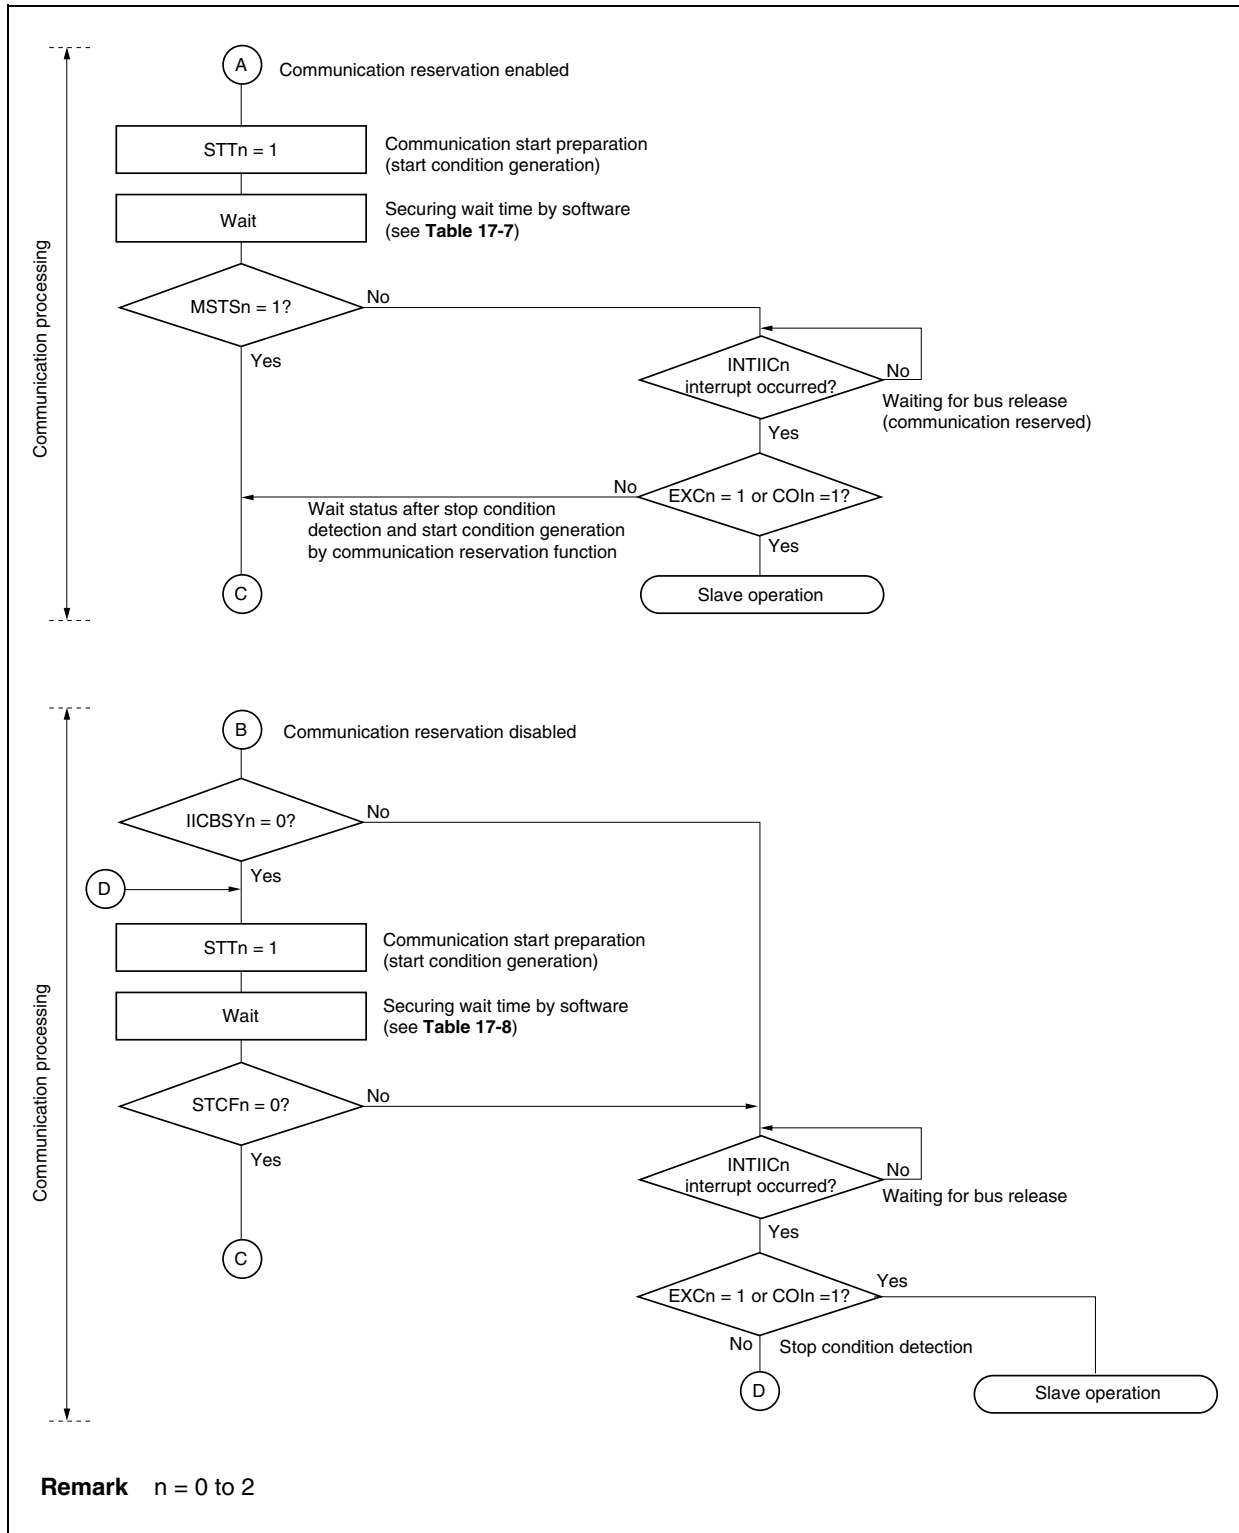 A
Communication reservation enabled
STTn = 1
Communication start preparation
(start condition generation)
Wait
Securing wait time by software
(see Table 17-7)
MSTSn = 1?
No
Yes
INTIICn
interrupt occurred?
No
Waiting for bus release
(communication reserved)
Yes
EXCn = 1 or COIn =1?
No
Wait status after stop condition
detection and start condition generation
by communication reservation function
Yes
C
Slave operation
Communication processing
B
Communication reservation disabled
IICBSYn = 0?
No
Yes
D
STTn = 1
Communication start preparation
(start condition generation)
Wait
Securing wait time by software
(see Table 17-8)
STCFn = 0?
No
Yes
INTIICn
interrupt occurred?
No
Waiting for bus release
Yes
C
EXCn = 1 or COIn =1?
Yes
No
Stop condition detection
D
Slave operation
Communication processing
Remark n = 0 to 2